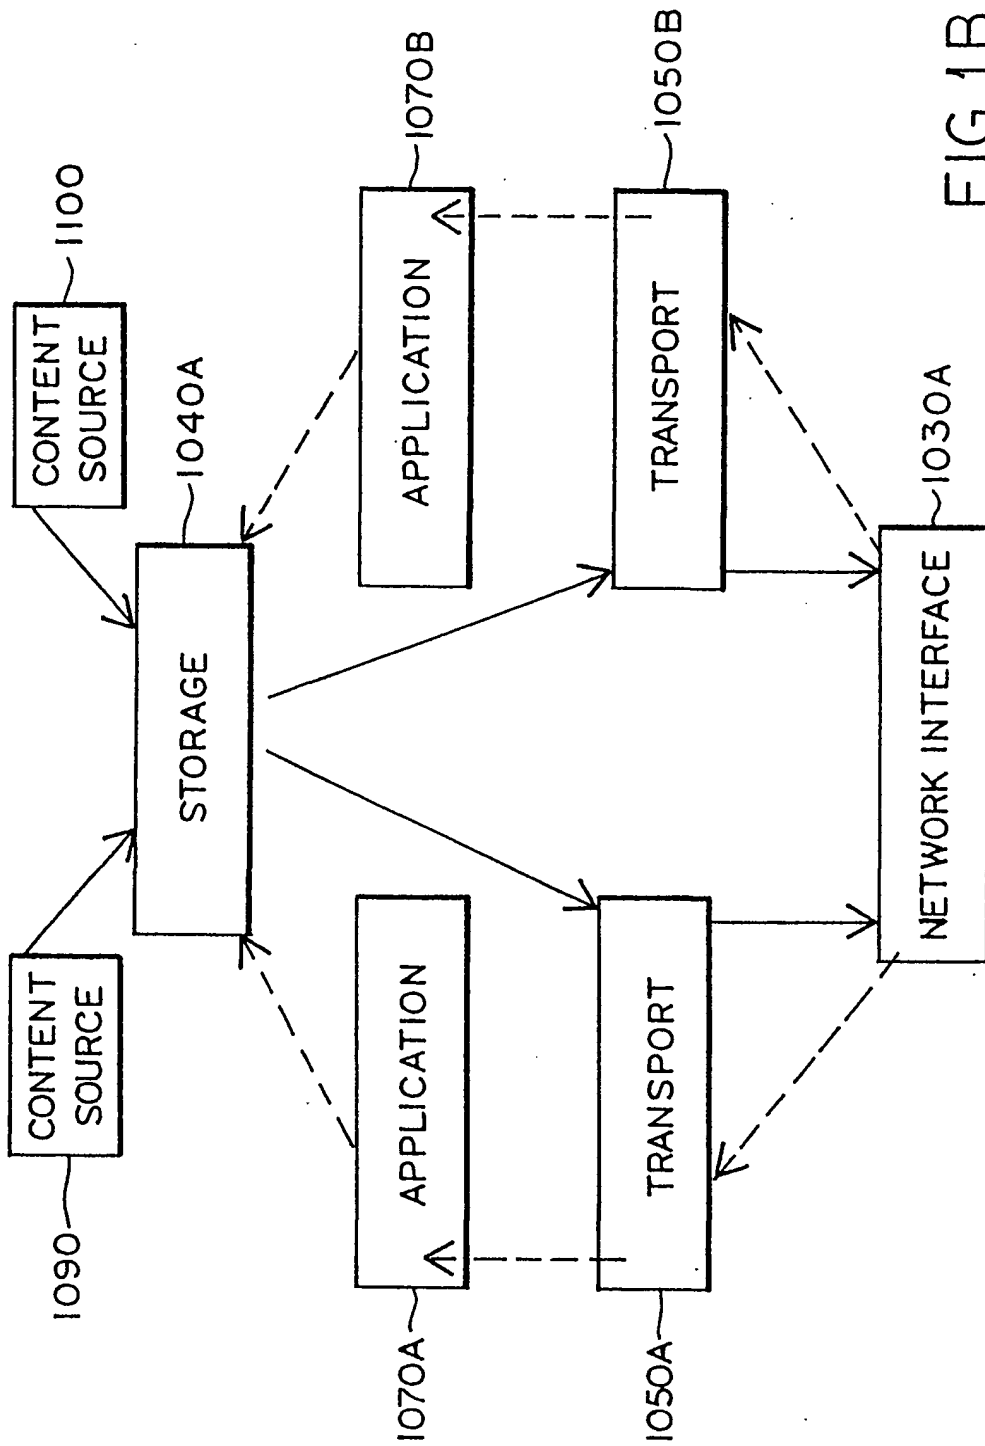 1090
CONTENT
SOURCE
CONTENT
SOURCE
1100
STORAGE
1040A
1070A
APPLICATION
APPLICATION
1070B
1050A
TRANSPORT
TRANSPORT
1050B
NETWORK INTERFACE
1030A
FIG. 1B